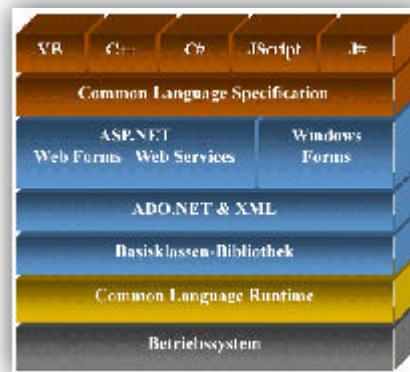 VB C++ C# JScript J#
Common Language Specification
ASP.NET
Web Forms Web Services
Windows
Forms
ADO.NET & XML
Basisklassen-Bibliothek
Common Language Runtime
Betriebssystem